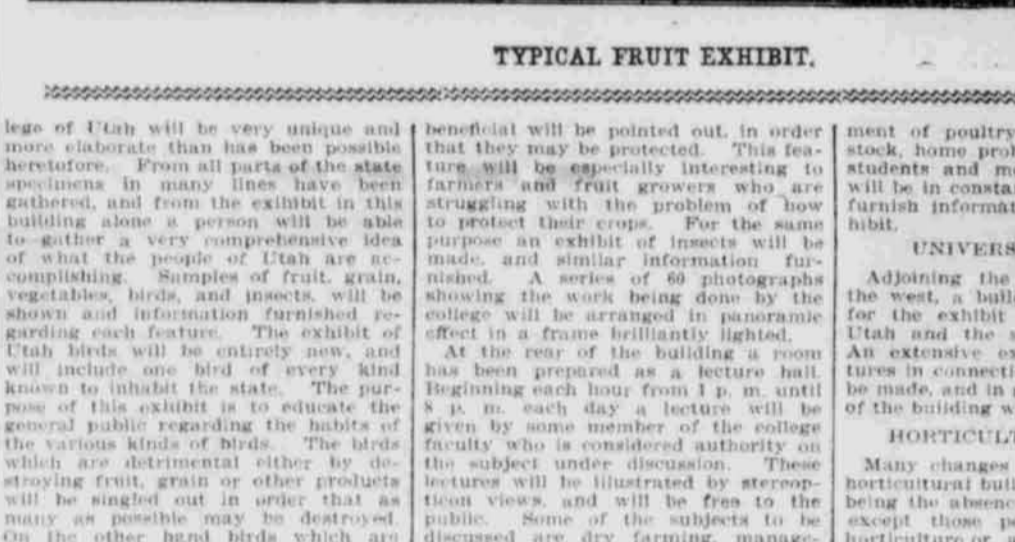 TYPICAL FRUIT EXHIBIT.
lege of Utah will be very unique and
more elaborate than has been possible
heretofore. From all parts of the state
specimens in many lines have been
gathered, and from the exhibit in this
building alone a person will be able
to gather a very comprehensive idea
of what the people of Utah are ac-
complishing. Samples of fruit, grain,
vegetables, birds, and insects, will be
shown and information furnished re-
garding each feature. The exhibit of
Utah birds will be entirely new, and
will include one bird of every kind
known to inhabit the state. The pur-
pose of this exhibit is to educate the
general public regarding the habits of
the various kinds of birds. The birds
which are detrimental either by de-
stroying fruit, grain or other products
will be singled out in order that as
many as possible may be destroyed.
On the other hand birds which are
beneficial will be pointed out, in order
that they may be protected. This fea-
ture will be especially interesting to
farmers and fruit growers who are
struggling with the problem of how
to protect their crops. For the same
purpose an exhibit of insects will be
made, and similar information fur-
nished. A series of 60 photographs
showing the work being done by the
college will be arranged in panoramic
effect in a frame brilliantly lighted.
At the rear of the building a room
has been prepared as a lecture hall.
Beginning each hour from 1 p. m. until
8 p. m. each day a lecture will be
given by some member of the college
faculty who is considered authority on
the subject under discussion. These
lectures will be illustrated by stereop-
ticon views, and will be free to the
public. Some of the subjects to be
discussed are dry farming, manage-
ment of poultry
stock, home
students and
will be in
furnish
hibit.
Adjoining the
the west, a
for the exhibit
Utah and the
An extensive
tures in
be made, and in
of the building
Many changes
horticultural
being the absence
except those
horticulture or